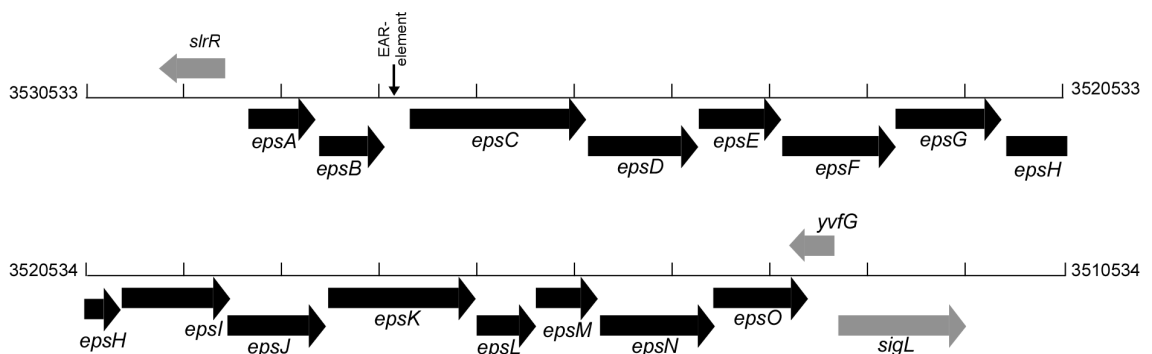 slrR
EAR-
element
3530533
3520533
epsA
epsB
epsC
epsD
epsE
epsF
epsG
epsH
yvfG
3520534
3510534
epsH
epsI
epsJ
epsK
epsL
epsM
epsN
epsO
sigL